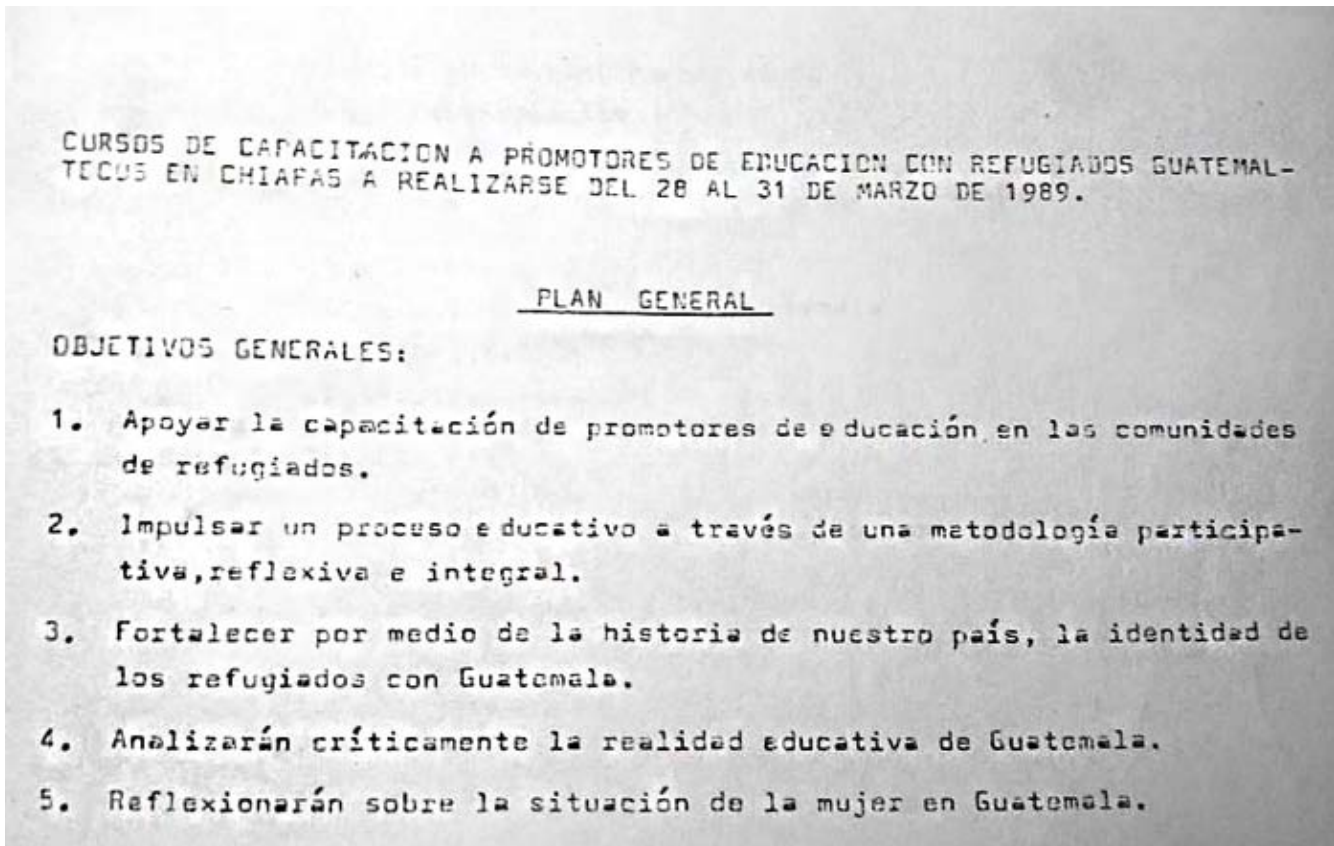 CURSOS DE CAPACITACION A PROMOTORES DE EDUCACION CON REFUGIADOS GUATEMAL-
TECOS EN CHIAPAS A REALIZARSE DEL 28 AL 31 DE MARZO DE 1989.
PLAN GENERAL
OBJETIVOS GENERALES:
1. Apoyar la capacitación de promotores de educación en las comunidades
de refugiados.
2. Impulsar un proceso educativo a través de una metodología participa-
tiva,reflexiva e integral.
3. Fortalecer por medio de la historia de nuestro país, la identidad de
los refugiados con Guatemala.
4. Analizarán críticamente la realidad educativa de Guatemala.
5. Reflexionarán sobre la situación de la mujer en Guatemala.